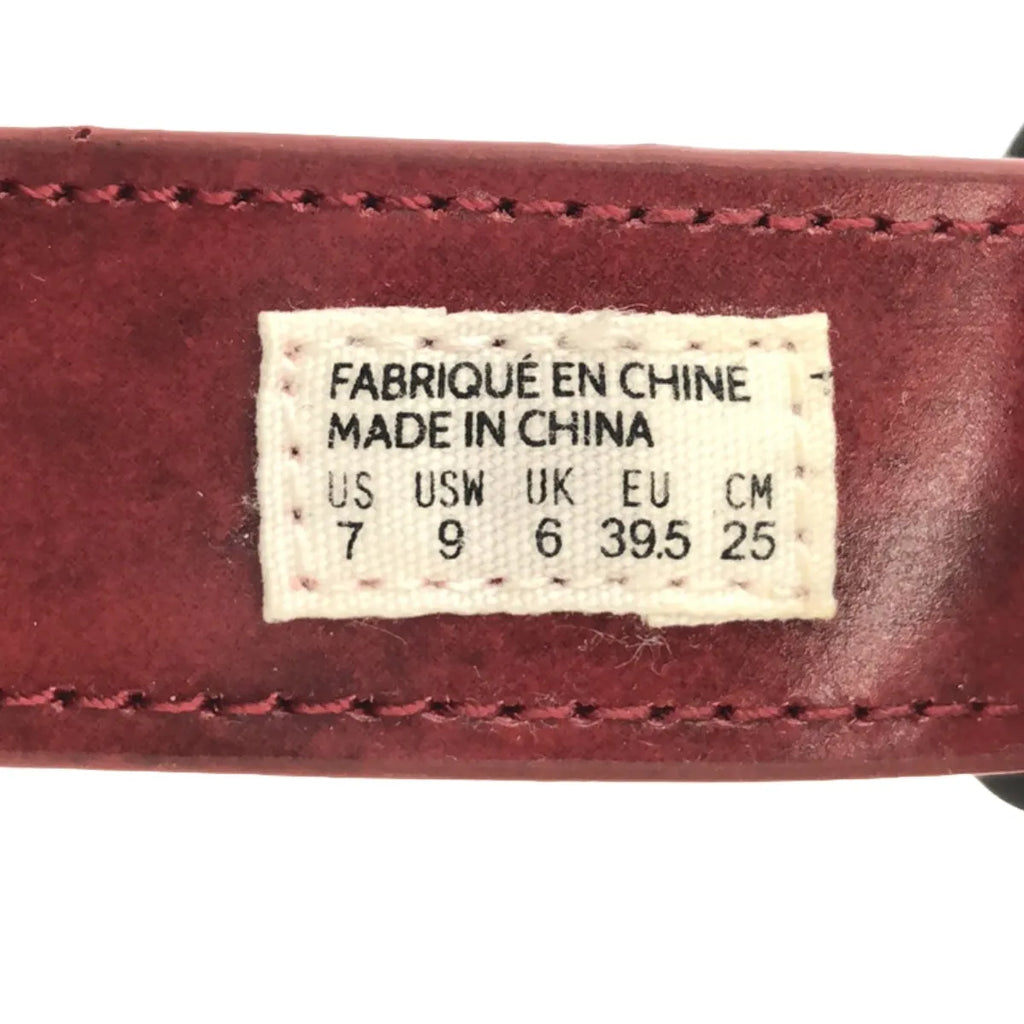 FABRIQUÉ EN CHINE
MADE IN CHINA
US USW UK EU CM
7 9 6 39.5 25